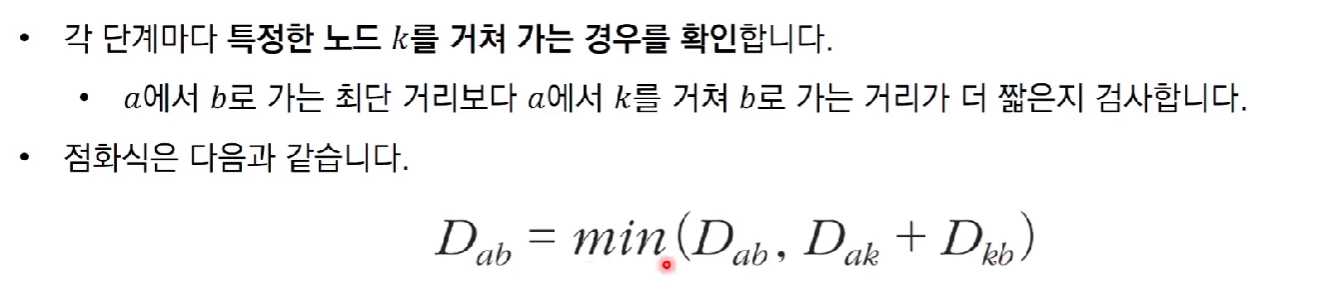 • 각 단계마다 특정한 노드 k를 거쳐 가는 경우를 확인합니다.
• a에서 b로 가는 최단 거리보다 a에서 k를 거쳐 b로 가는 거리가 더 짧은지 검사합니다.
• 점화식은 다음과 같습니다.
D_ab = min(D_ab, D_ak + D_kb)